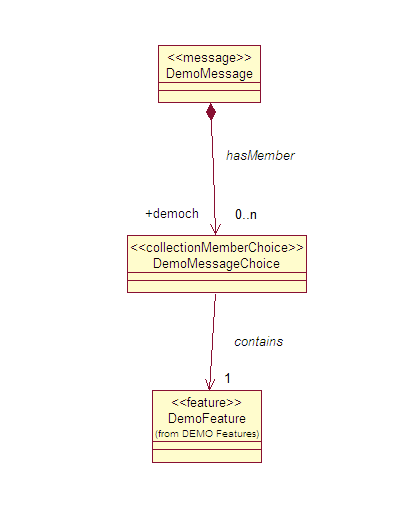 <<message>>
DemoMessage
hasMember
+democh 0..n
<<collectionMemberChoice>>
DemoMessageChoice
contains
1
<<feature>>
DemoFeature
(from DEMO Features)